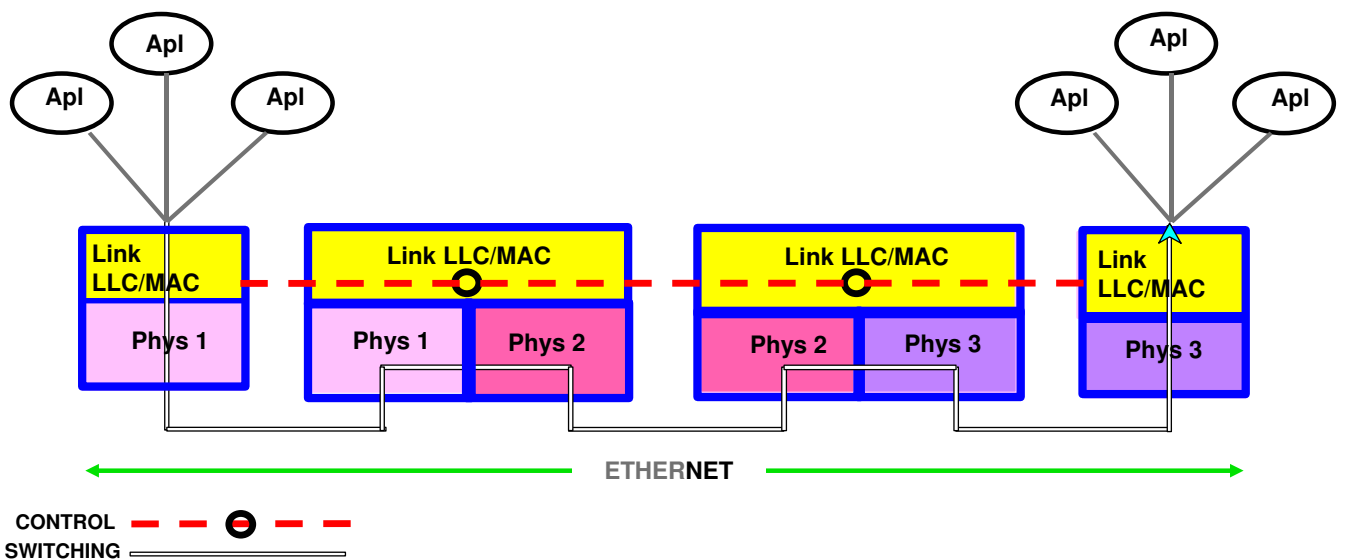 Apl
Apl
Apl
Apl
Apl
Apl
Link
LLC/MAC
Phys 1
Link LLC/MAC
Phys 1
Phys 2
Link LLC/MAC
Phys 2
Phys 3
Link
LLC/MAC
Phys 3
ETHERNET
CONTROL
SWITCHING